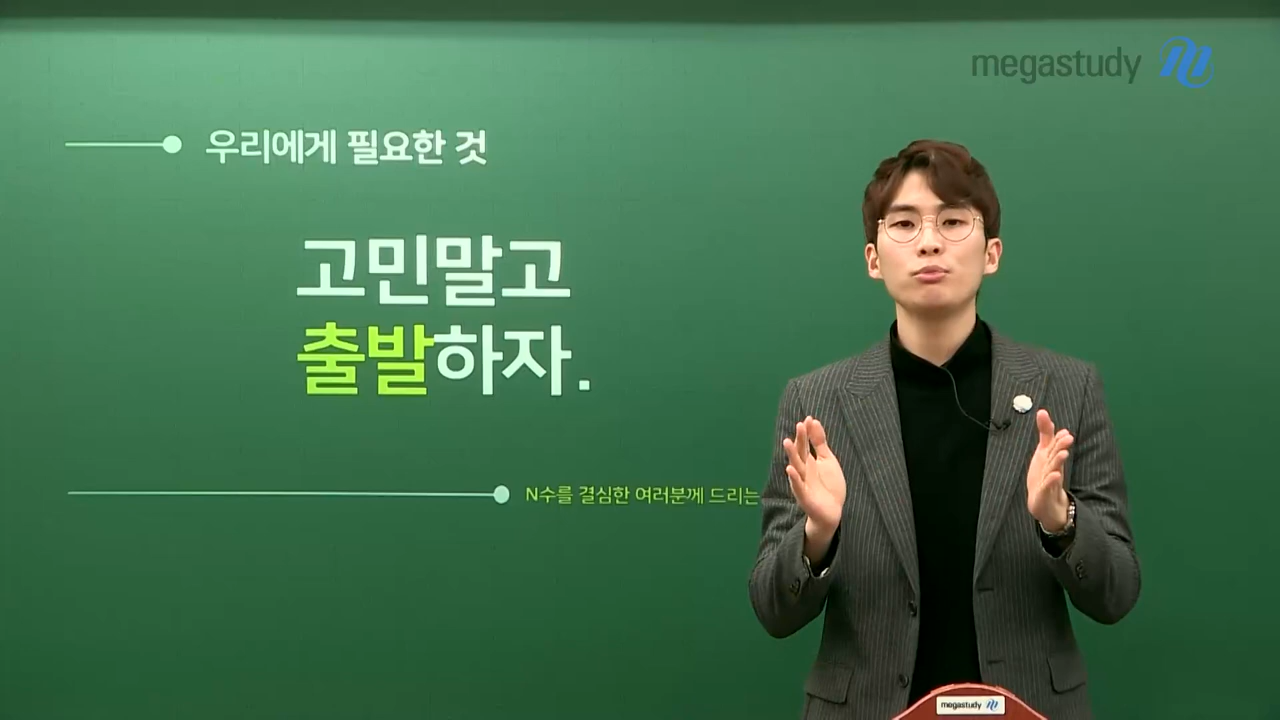 megastudy
우리에게 필요한 것
고민말고
출발하자.
N수를 결심한 여러분께 드리는
megastudy